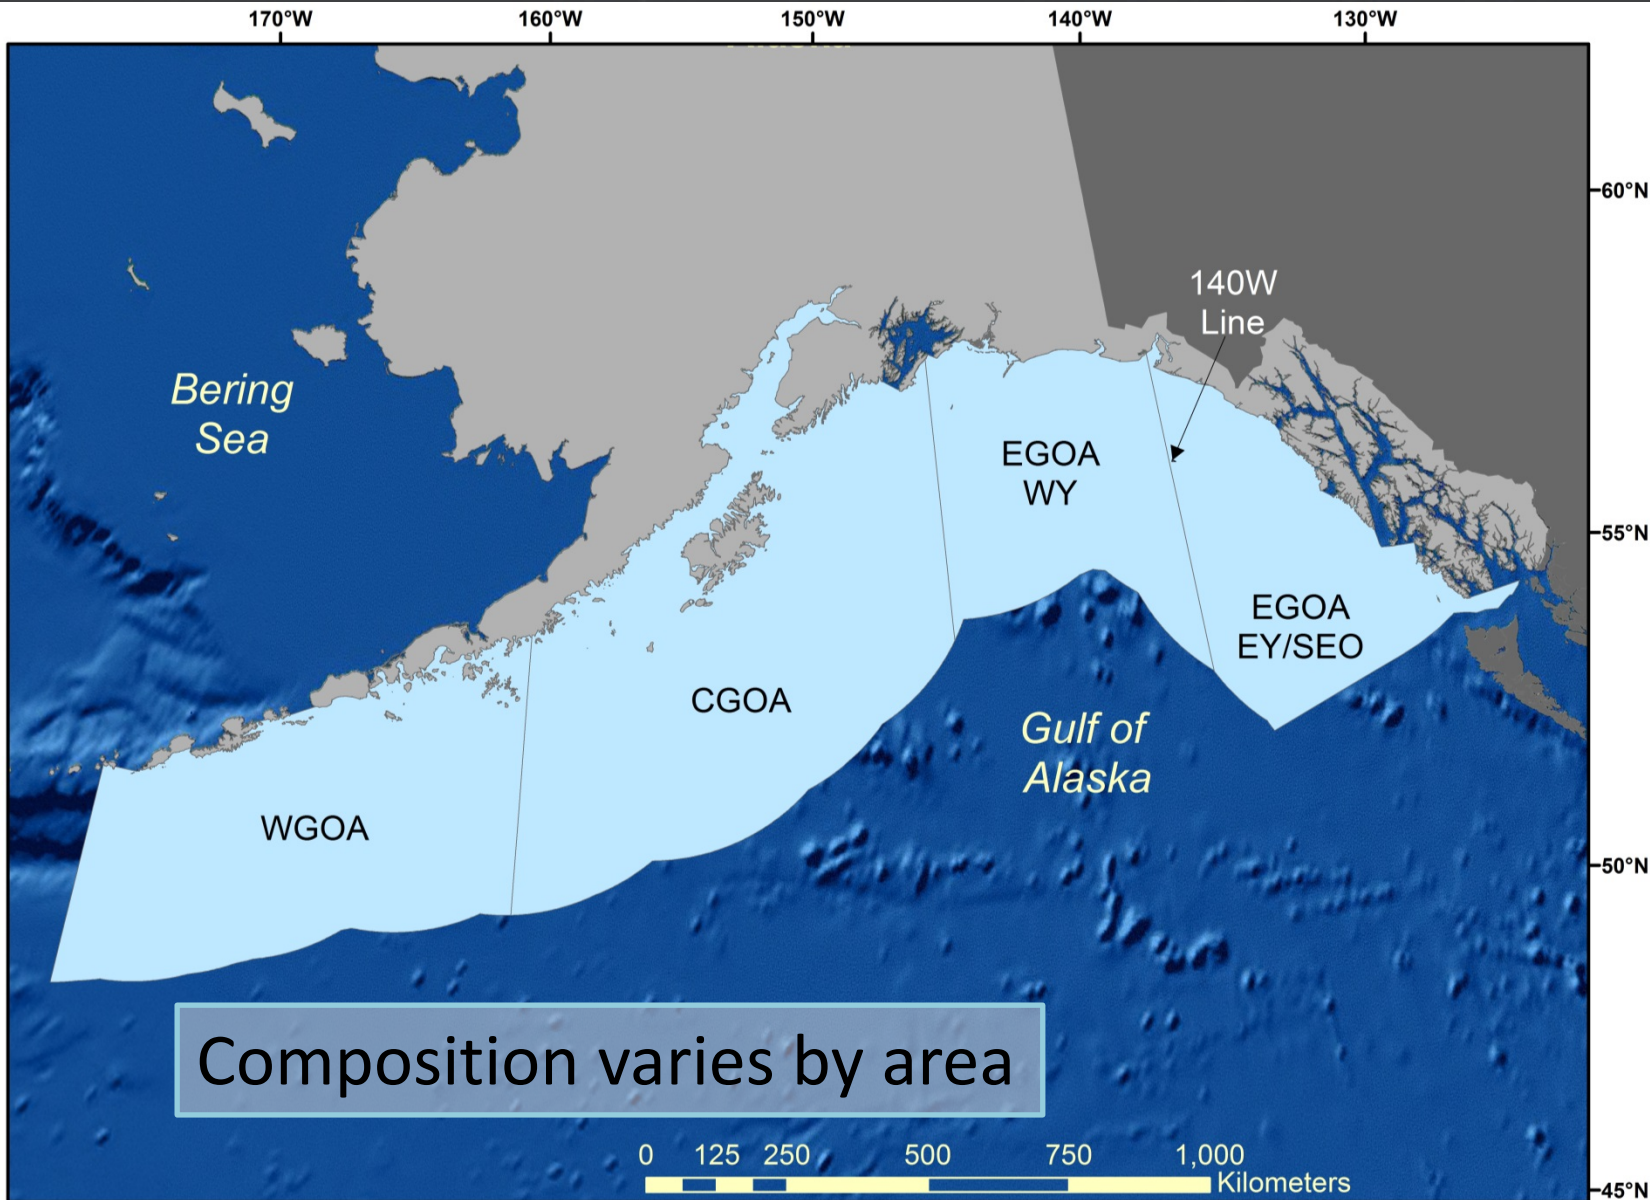 170°W 160°W 150°W 140°W 130°W
60°N
140W
Line
Bering
Sea
EGOA
WY
55°N
EGOA
EY/SEO
CGOA
Gulf of
Alaska
WGOA
50°N
Composition varies by area
0 125 250 500 750 1,000
Kilometers
45°N